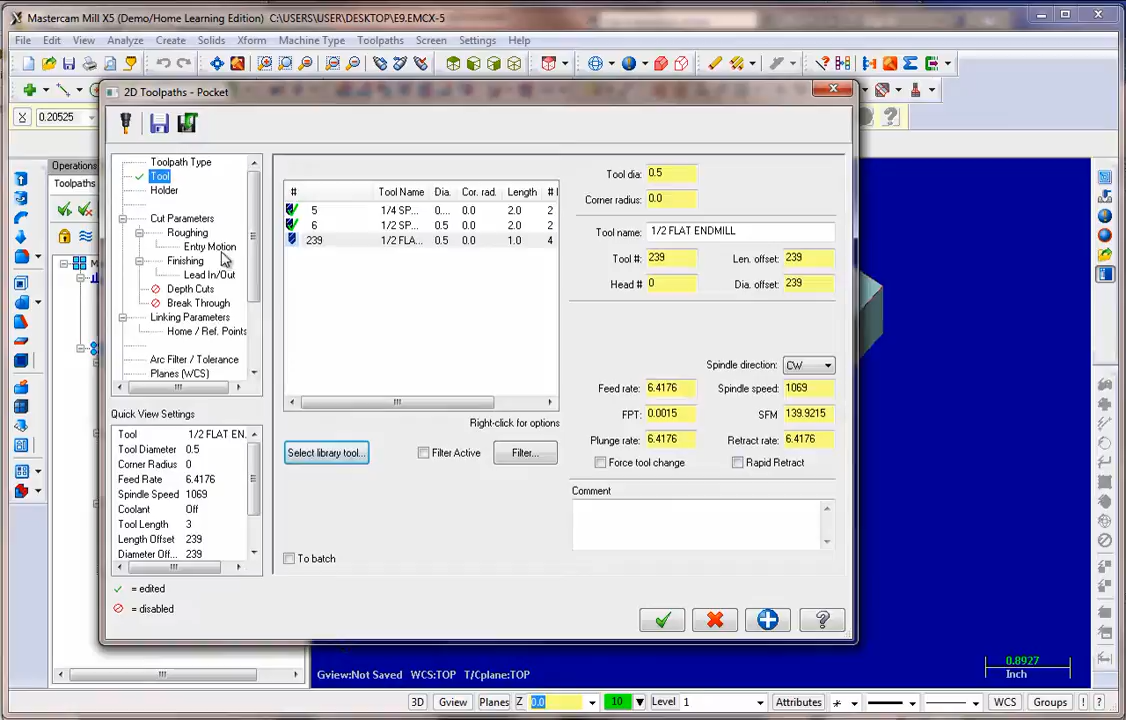 Mastercam Mill X5 (Demo/Home Learning Edition) C:\USERS\USER\DESKTOP\E9.EMCX-5
File Edit View Analyze Create Solids Xform Machine Type Toolpaths Screen Settings Help
2D Toolpaths - Pocket
0.20525
Operations
Toolpaths
Toolpath Type
Tool
Holder
Cut Parameters
Roughing
Entry Motion
Finishing
Lead In/Out
Depth Cuts
Break Through
Linking Parameters
Home / Ref. Points
Arc Filter / Tolerance
Planes (WCS)
Quick View Settings
Tool 1/2 FLAT EN...
Tool Diameter 0.5
Corner Radius 0
Feed Rate 6.4176
Spindle Speed 1069
Coolant Off
Tool Length 3
Length Offset 239
Diameter Off... 239
= edited
= disabled
# Tool Name Dia. Cor. rad. Length # 
5 1/4 SP... 0.... 0.0 2.0 2
6 1/2 SP... 0.5 0.0 2.0 2
239 1/2 FLA... 0.5 0.0 1.0 4
Right-click for options
Select library tool... Filter Active Filter...
To batch
Tool dia: 0.5
Corner radius: 0.0
Tool name: 1/2 FLAT ENDMILL
Tool #: 239 Len. offset: 239
Head # 0 Dia. offset: 239
Spindle direction: CW
Feed rate: 6.4176 Spindle speed: 1069
FPT: 0.0015 SFM 139.9215
Plunge rate: 6.4176 Retract rate: 6.4176
Force tool change Rapid Retract
Comment
Gview:Not Saved WCS:TOP T/Cplane:TOP
0.8927
Inch
3D Gview Planes Z 0.0 10 Level 1 Attributes WCS Groups ! ?